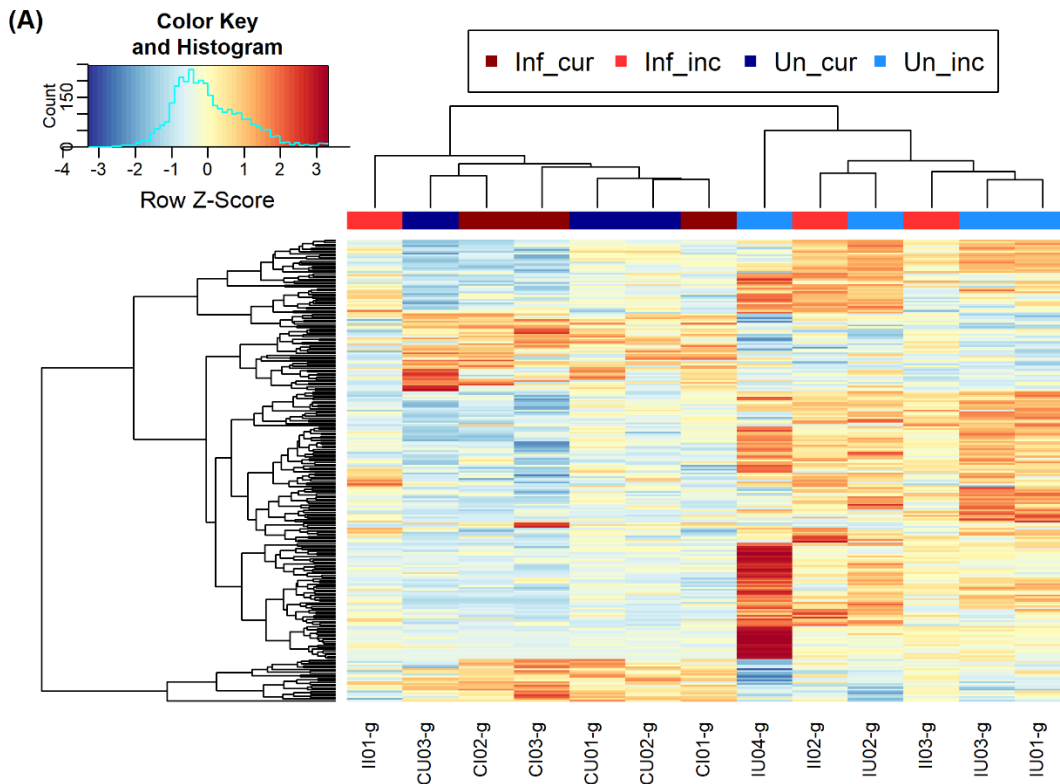 (A)
Color Key
and Histogram
Count
0 150
-4 -3 -2 -1 0 1 2 3
Row Z-Score
Inf_cur Inf_inc Un_cur Un_inc
II01-g CU03-g CI02-g CI03-g CU01-g CU02-g CI01-g IU04-g II02-g IU02-g II03-g IU03-g IU01-g